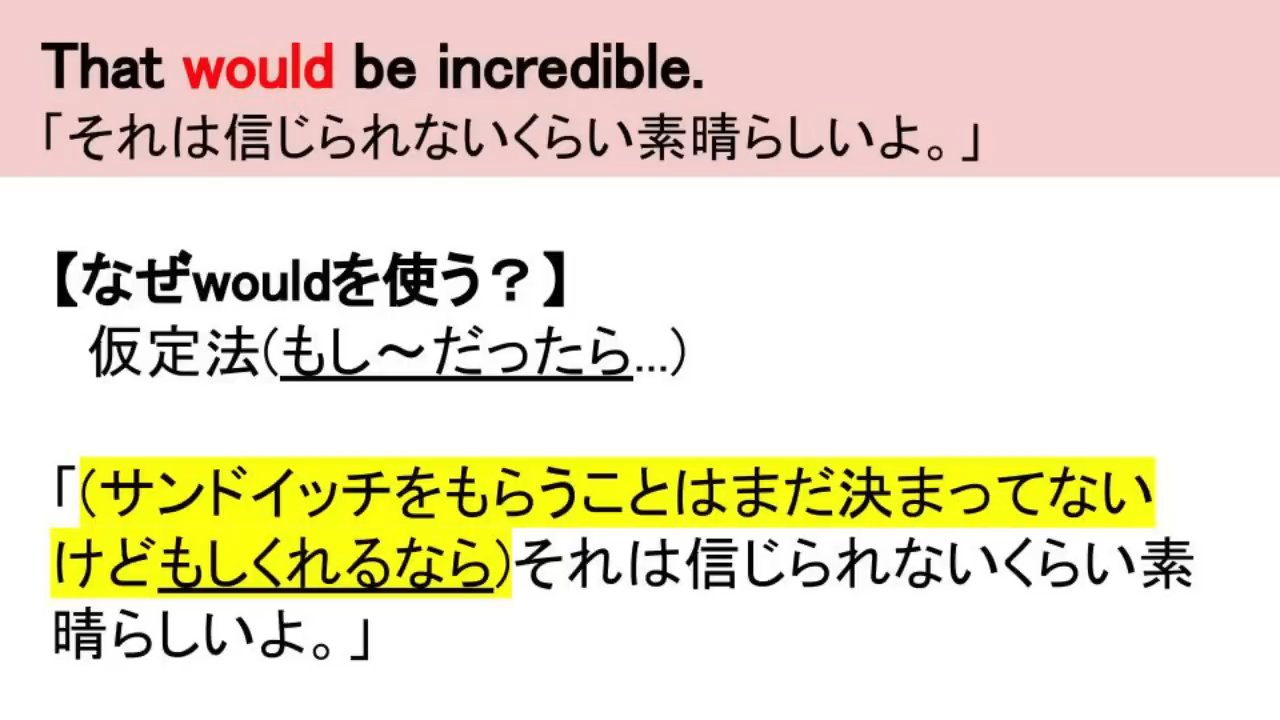 That would be incredible.
「それは信じられないくらい素晴らしいよ。」
【なぜwouldを使う？】
仮定法(もし～だったら...)
「(サンドイッチをもらうことはまだ決まってない
けどもしくれるなら)それは信じられないくらい素
晴らしいよ。」